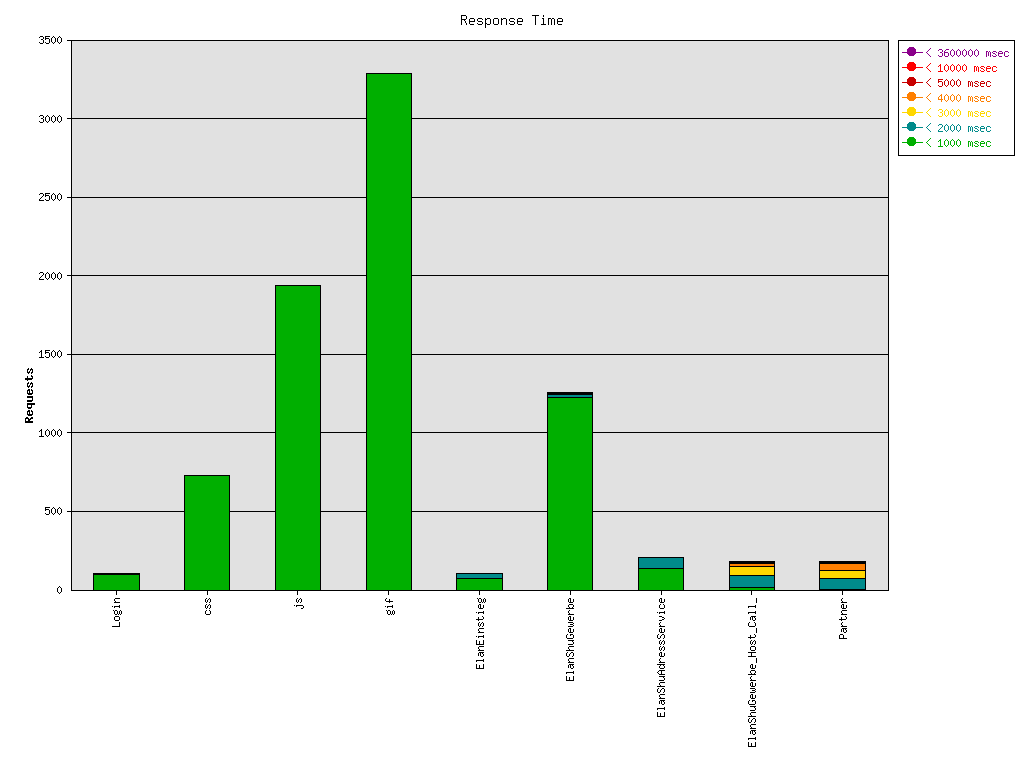 Response Time
3500
3000
2500
2000
1500
1000
500
0
Requests
Login
css
js
gif
ElanEinstieg
ElanShuGewerbe
ElanShuAdressService
ElanShuGewerbe_Host_Call_
Partner
< 3600000 msec
< 10000 msec
< 5000 msec
< 4000 msec
< 3000 msec
< 2000 msec
< 1000 msec